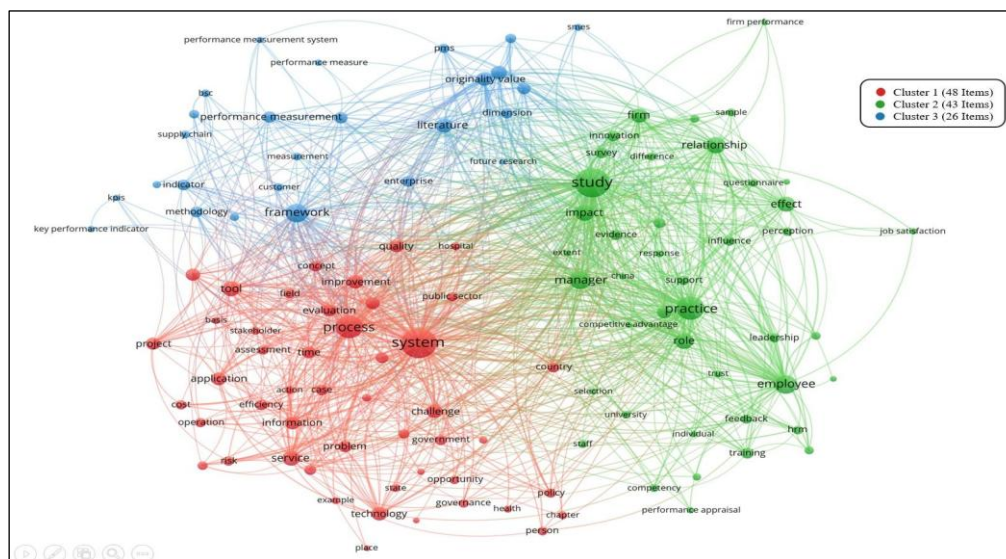 firm performance
smes
performance measurement system
pms
performance measure
originality value
Cluster 1 (48 Items)
Cluster 2 (43 Items)
Cluster 3 (26 Items)
bsc
dimension
firm
sample
performance measurement
literature
innovation
supply chain
survey
difference
relationship
measurement
future research
customer
enterprise
study
questionnaire
indicator
kpis
methodology
framework
impact
effect
key performance indicator
evidence
influence
perception
job satisfaction
quality
hospital
extent
response
concept
improvement
manager
china
support
tool
field
public sector
evaluation
practice
basis
stakeholder
process
competitive advantage
project
system
role
leadership
assessment
time
country
trust
application
action
case
selection
employee
cost
efficiency
challenge
university
feedback
operation
information
government
individual
hrm
problem
staff
training
risk
service
opportunity
state
competency
example
governance
health
policy
performance appraisal
technology
chapter
person
place